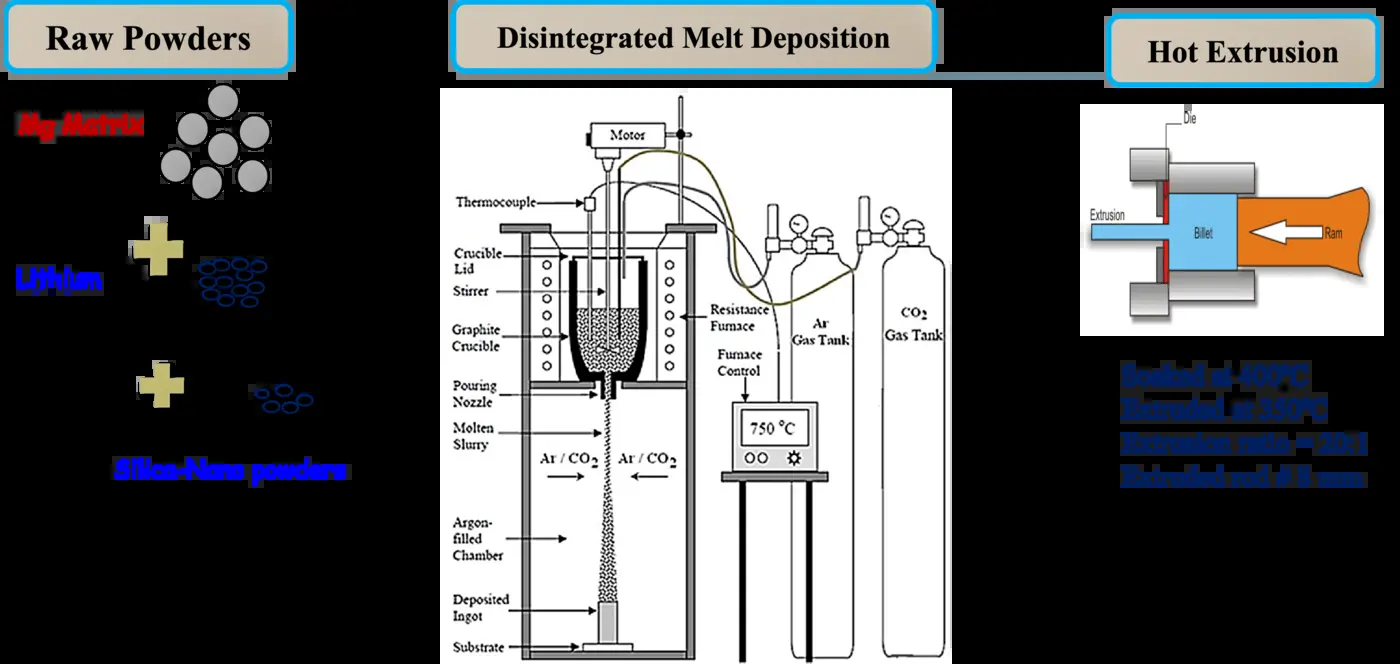 Raw Powders
Mg Matrix
Lithium
Silica-Nano powders
Disintegrated Melt Deposition
Motor
Thermocouple
Crucible
Lid
Stirrer
Graphite
Crucible
Pouring
Nozzle
Molten
Slurry
Ar / CO₂
Ar / CO₂
Argon-
filled
Chamber
Deposited
Ingot
Substrate
Resistance
Furnace
Furnace
Control
750 °C
Ar
Gas Tank
CO₂
Gas Tank
Hot Extrusion
Die
Extrusion
Billet
Ram
Soaked at 400°C
Extruded at 350°C
Extrusion ratio = 20:1
Extruded rod # 8 mm